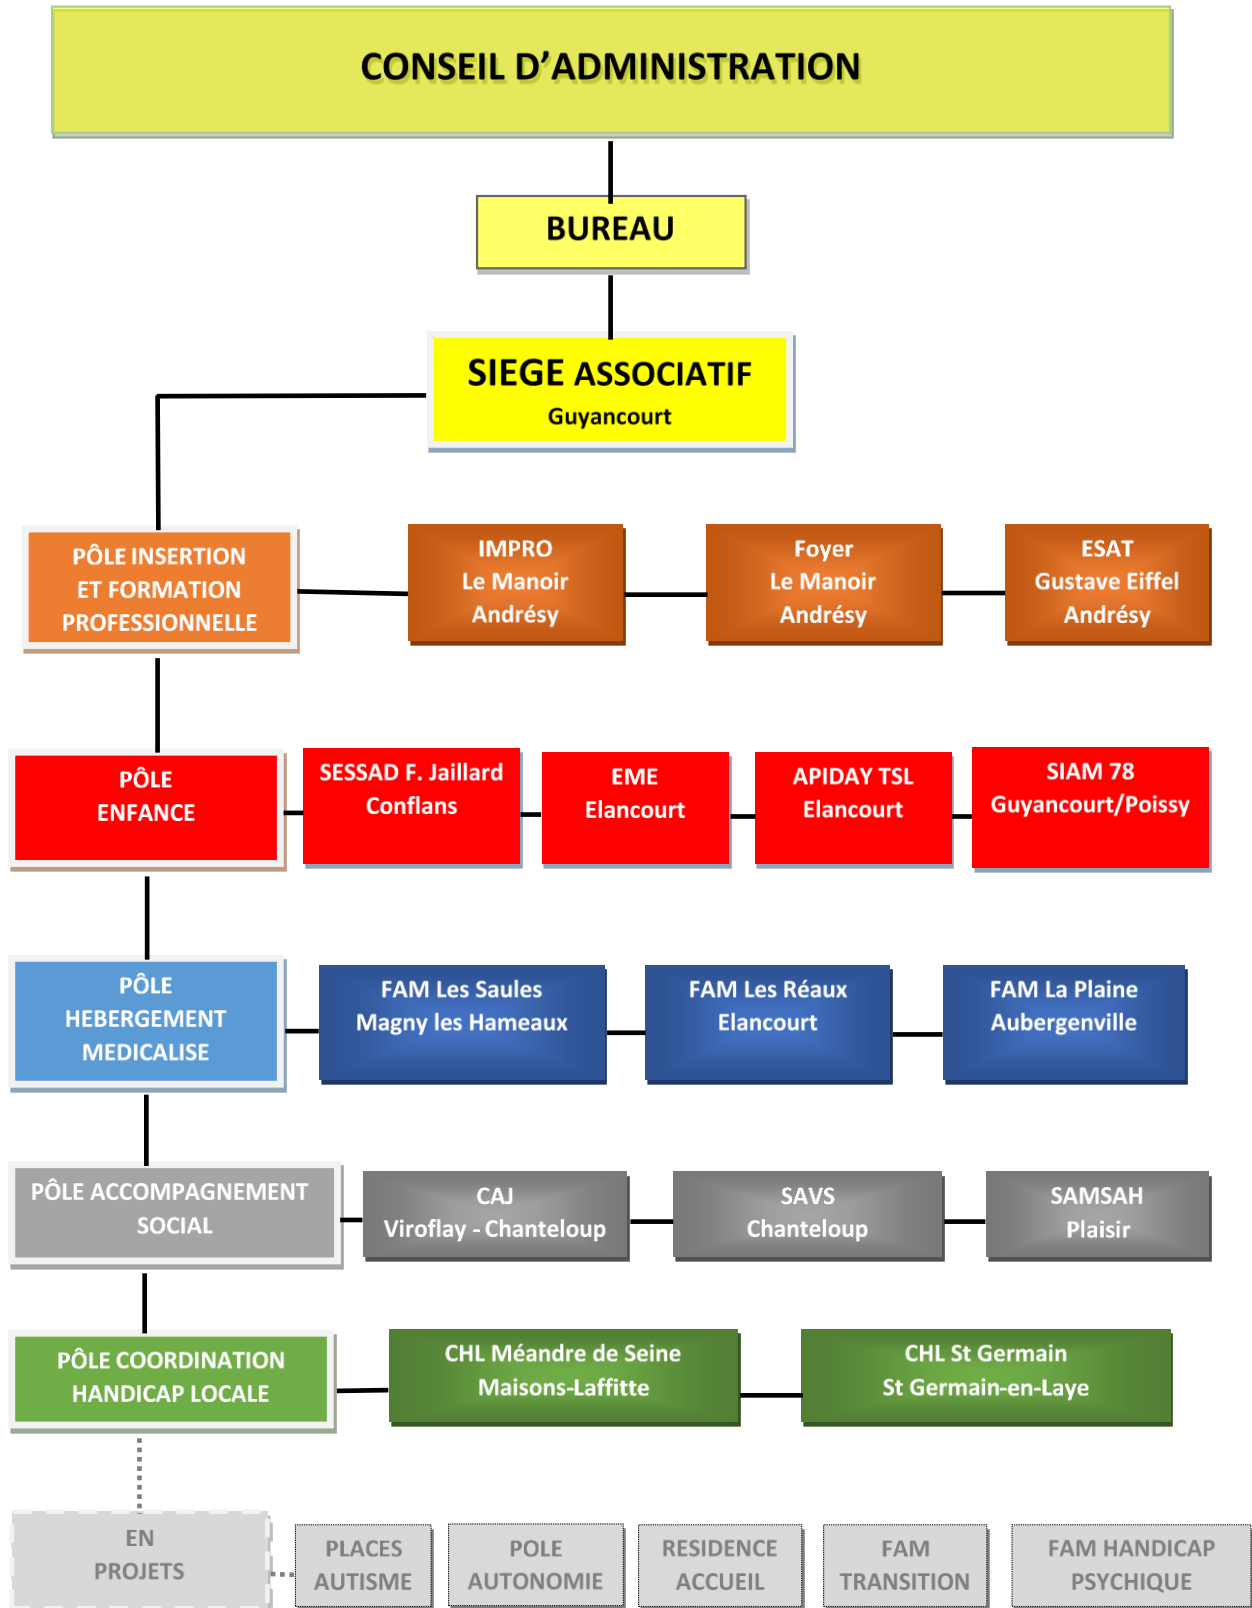 CONSEIL D'ADMINISTRATION
BUREAU
SIEGE ASSOCIATIF
Guyancourt
PÔLE INSERTION
ET FORMATION
PROFESSIONNELLE
IMPRO
Le Manoir
Andrésy
Foyer
Le Manoir
Andrésy
ESAT
Gustave Eiffel
Andrésy
PÔLE
ENFANCE
SESSAD F. Jaillard
Conflans
EME
Elancourt
APIDAY TSL
Elancourt
SIAM 78
Guyancourt/Poissy
PÔLE
HEBERGEMENT
MEDICALISE
FAM Les Saules
Magny les Hameaux
FAM Les Réaux
Elancourt
FAM La Plaine
Aubergenville
PÔLE ACCOMPAGNEMENT
SOCIAL
CAJ
Viroflay - Chanteloup
SAVS
Chanteloup
SAMSAH
Plaisir
PÔLE COORDINATION
HANDICAP LOCALE
CHL Méandre de Seine
Maisons-Laffitte
CHL St Germain
St Germain-en-Laye
EN
PROJETS
PLACES
AUTISME
POLE
AUTONOMIE
RESIDENCE
ACCUEIL
FAM
TRANSITION
FAM HANDICAP
PSYCHIQUE